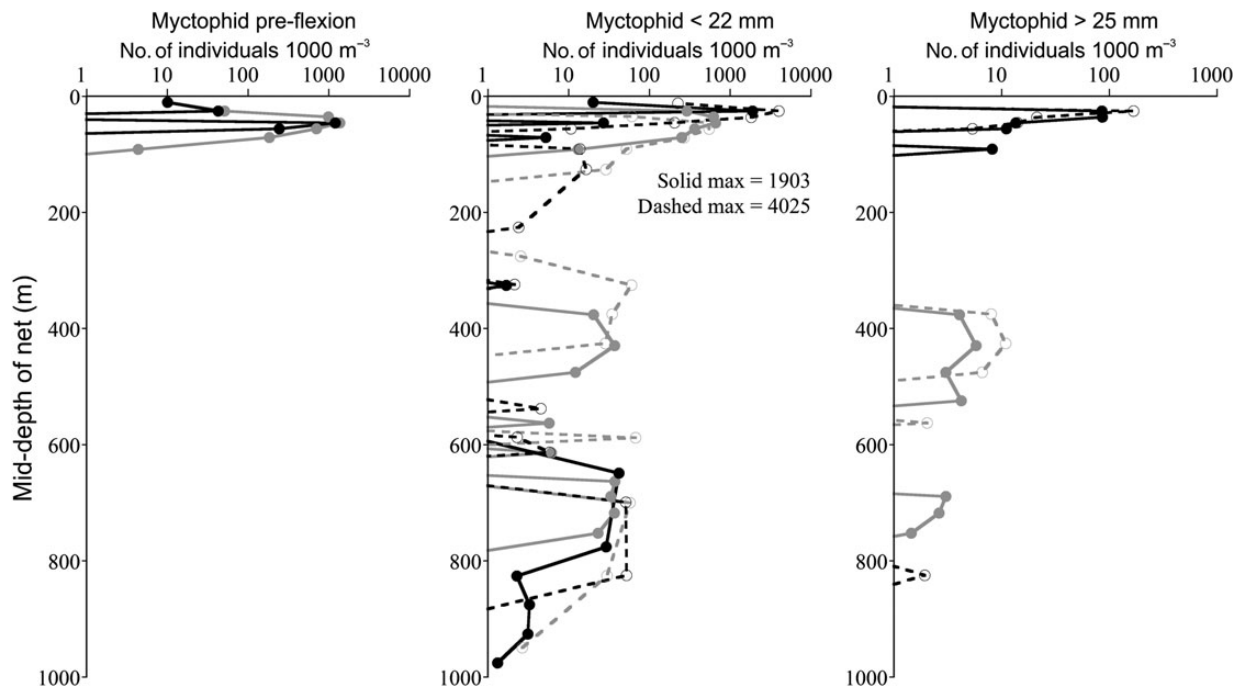 Myctophid pre-flexion
No. of individuals 1000 m⁻³
1 10 100 1000 10000
Myctophid < 22 mm
No. of individuals 1000 m⁻³
1 10 100 1000 10000
Myctophid > 25 mm
No. of individuals 1000 m⁻³
1 10 100 1000
Mid-depth of net (m)
0
200
400
600
800
1000
0
200
400
600
800
1000
Solid max = 1903
Dashed max = 4025
0
200
400
600
800
1000